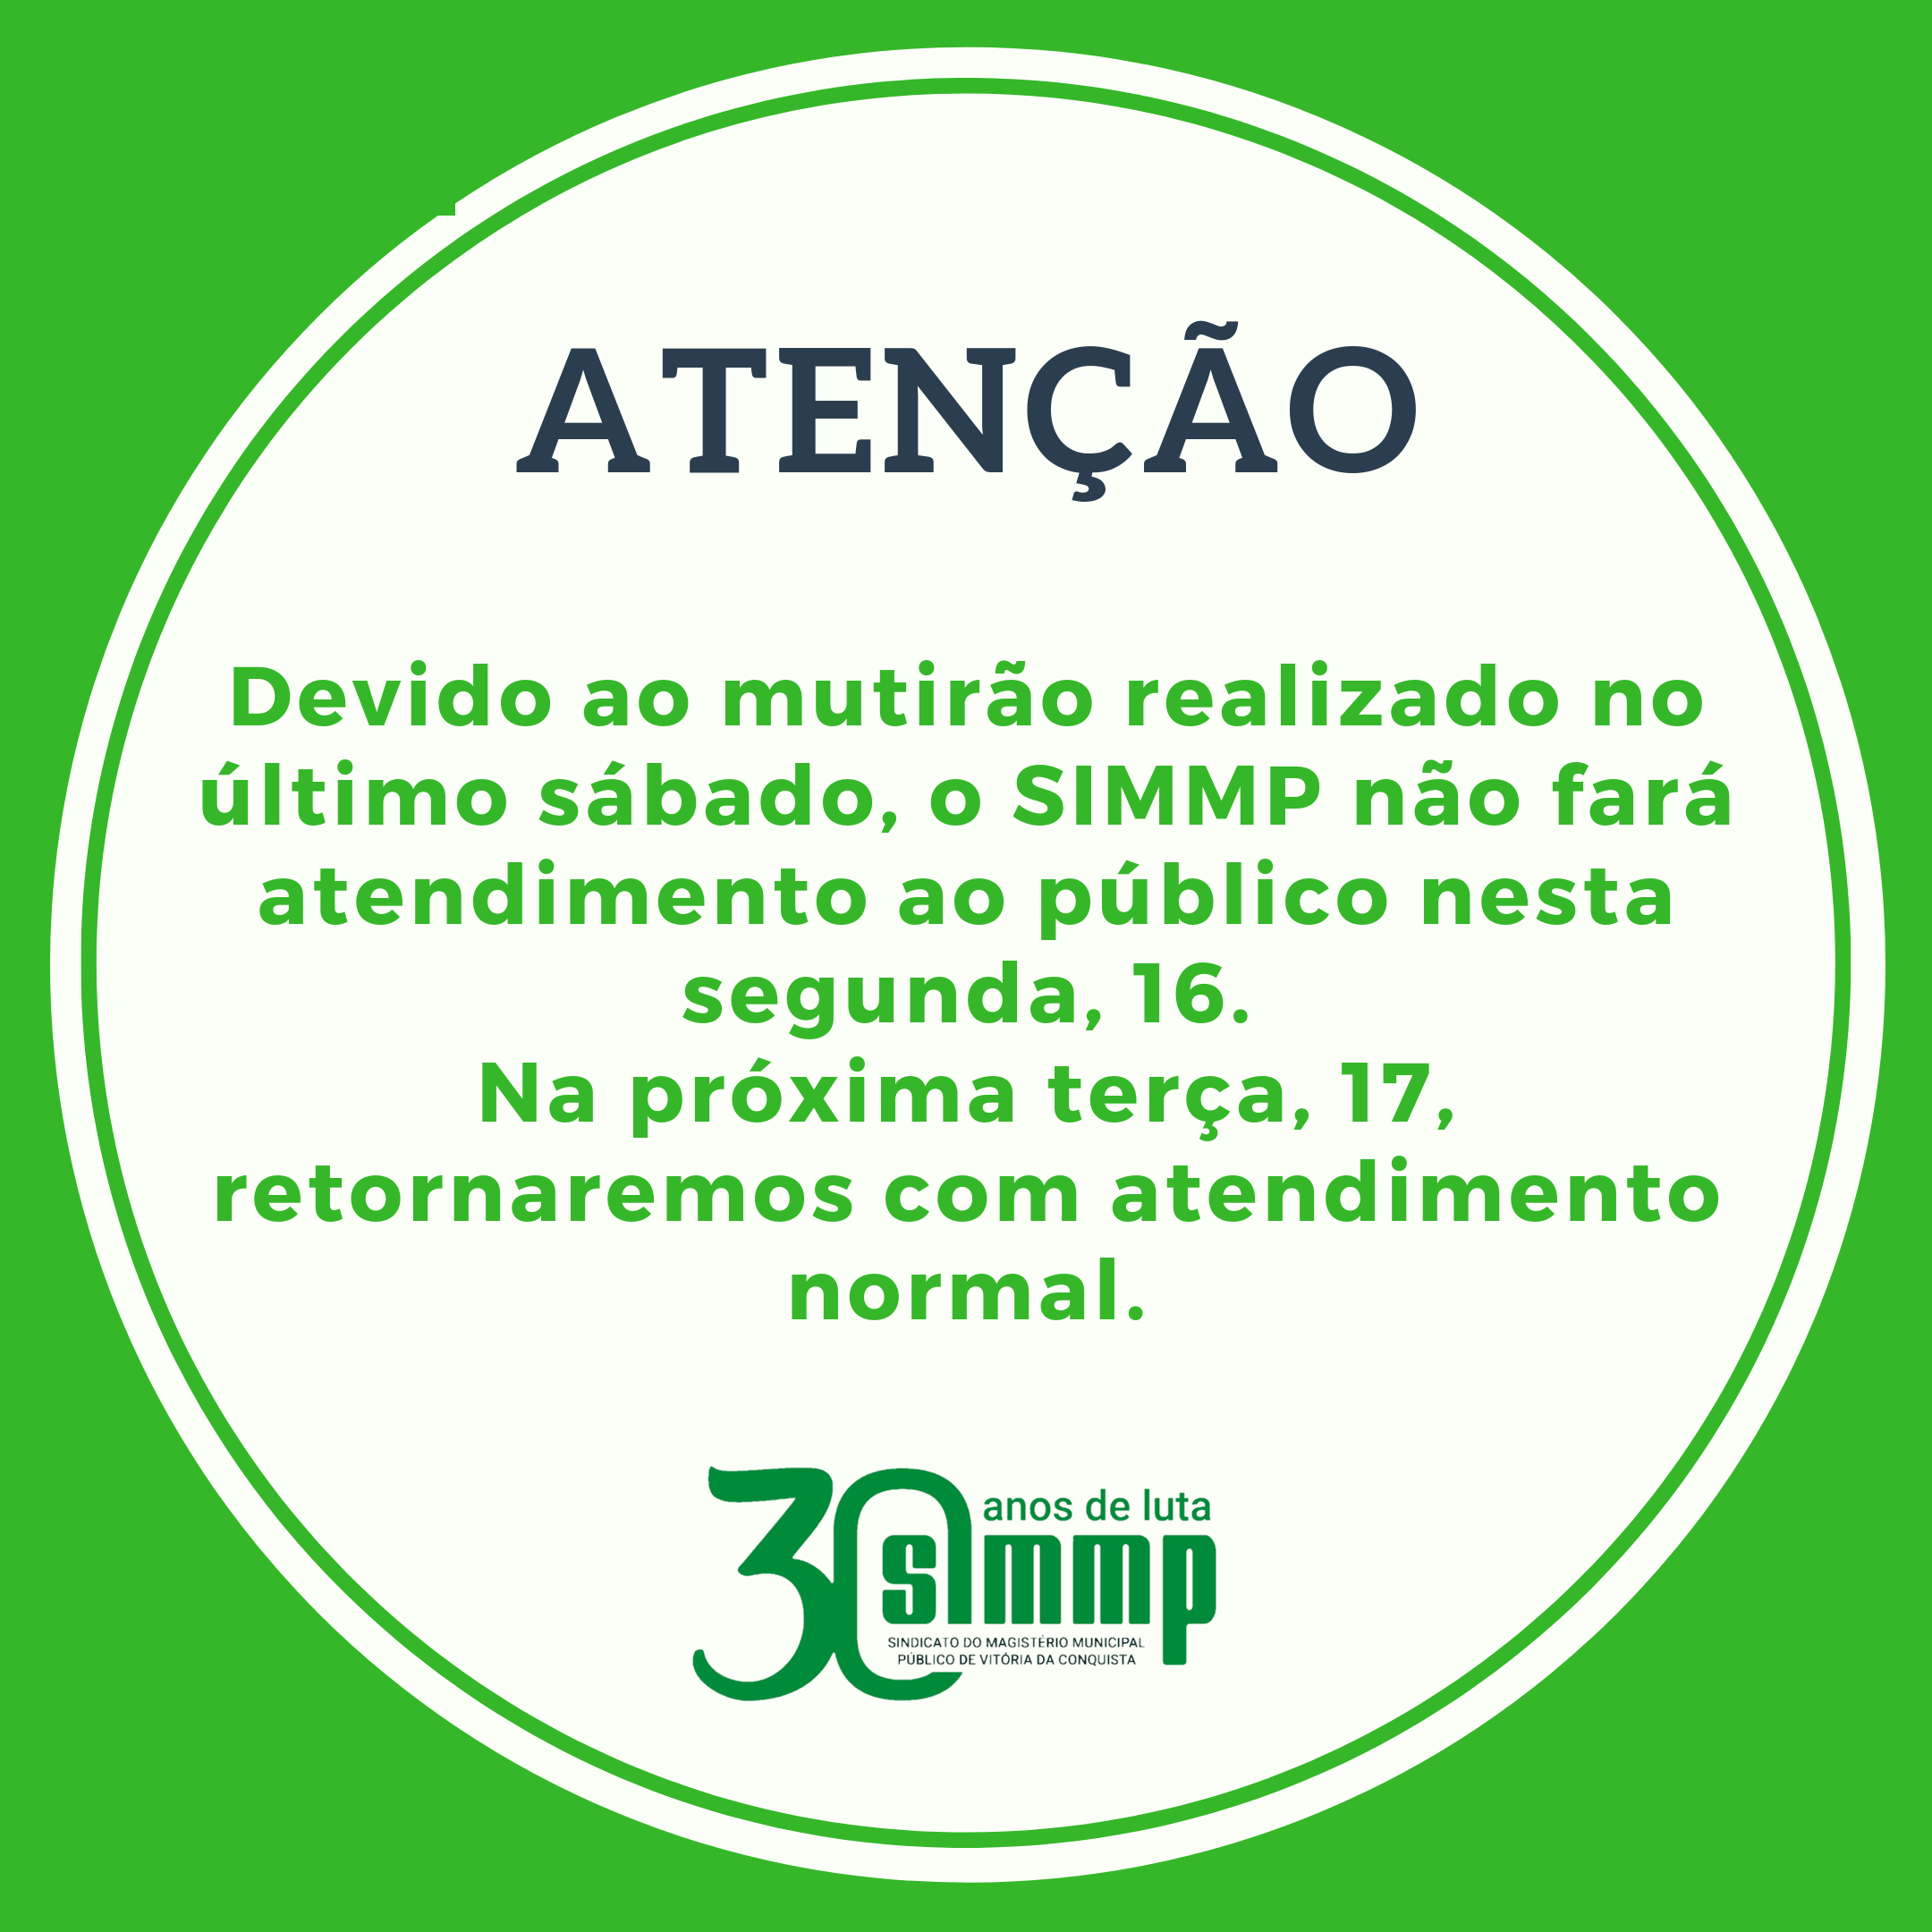 ATENÇÃO
Devido ao mutirão realizado no
último sábado, o SIMMP não fará
atendimento ao público nesta
segunda, 16.
Na próxima terça, 17,
retornaremos com atendimento
normal.
30 anos de luta
simmp
SINDICATO DO MAGISTÉRIO MUNICIPAL
PÚBLICO DE VITÓRIA DA CONQUISTA